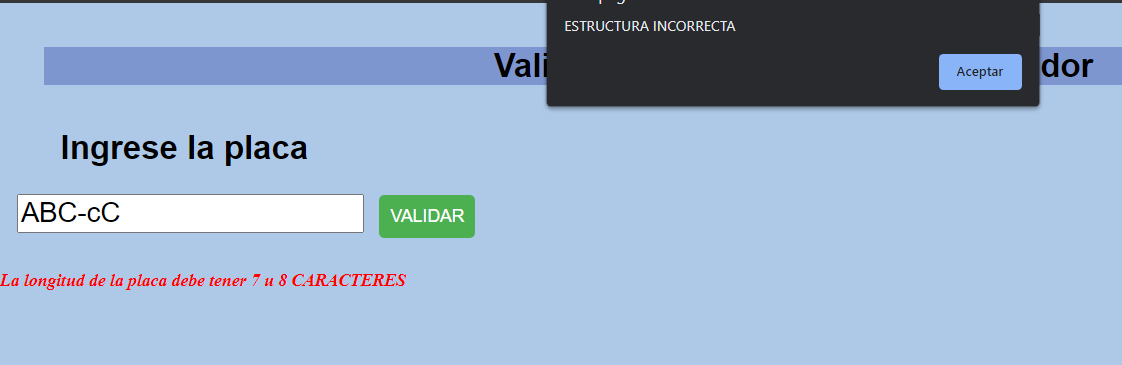 ESTRUCTURA INCORRECTA
Aceptar
Vali dor
Ingrese la placa
ABC-cC
VALIDAR
La longitud de la placa debe tener 7 u 8 CARACTERES